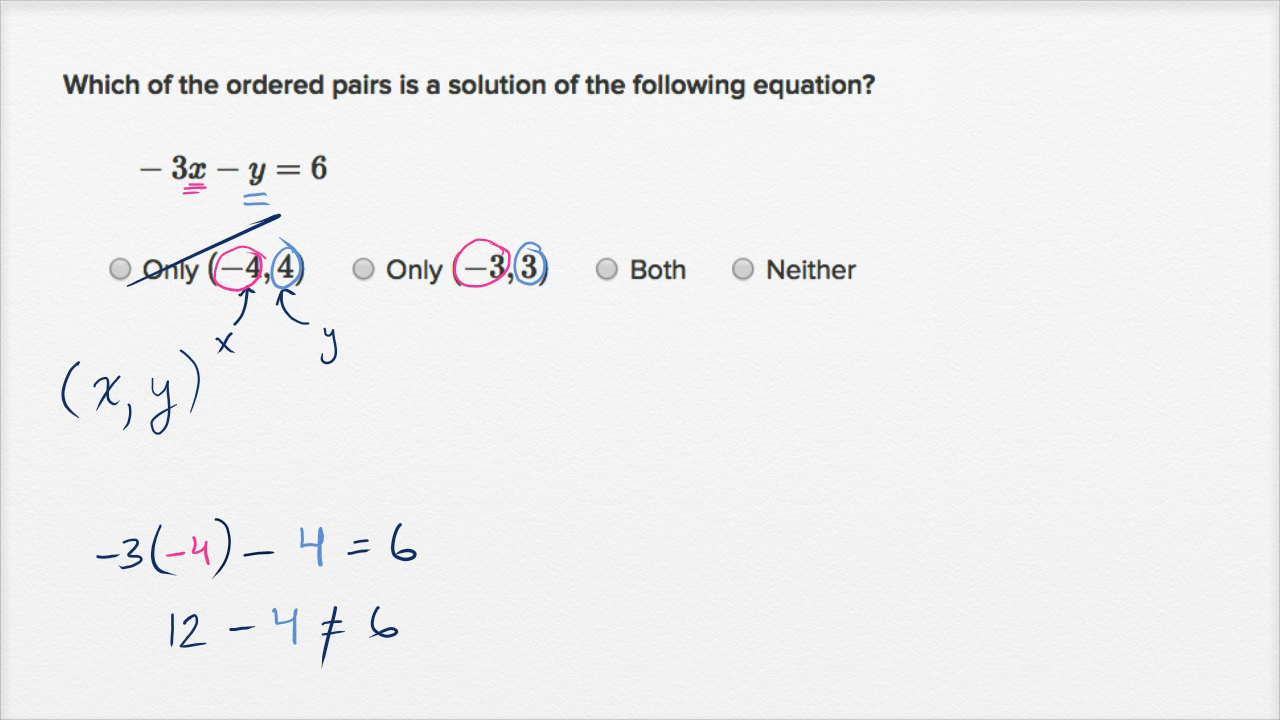 Which of the ordered pairs is a solution of the following equation?
− 3x − y = 6
Only (−4, 4) Only (−3, 3) Both Neither
x y
(x, y)
−3(−4) − 4 = 6
12 − 4 ≠ 6